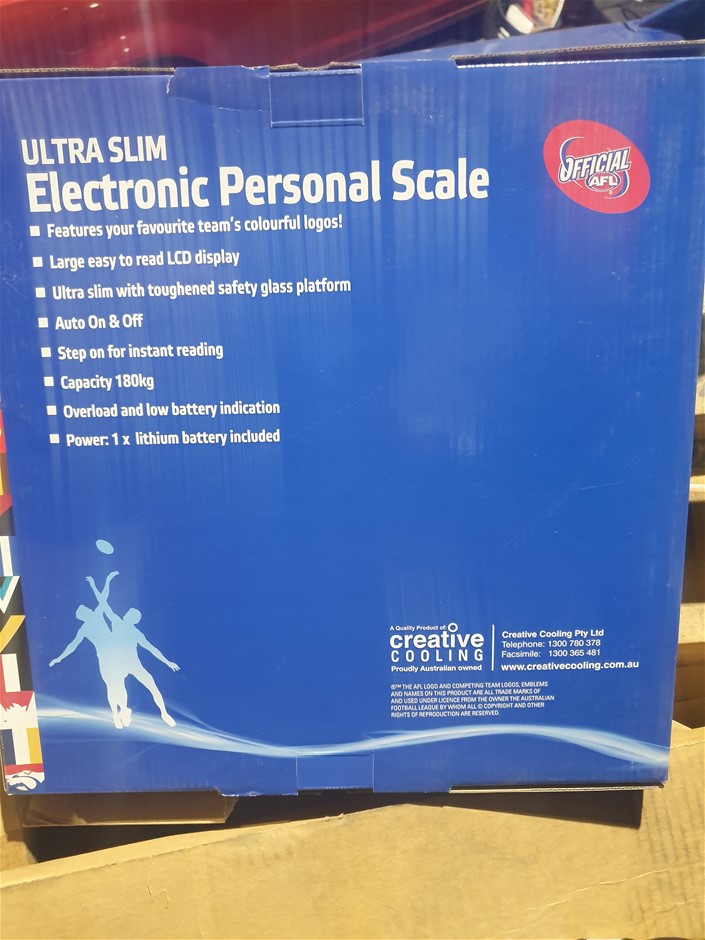 ULTRA SLIM
Electronic Personal Scale
OFFICIAL
AFL
Features your favourite team's colourful logos!
Large easy to read LCD display
Ultra slim with toughened safety glass platform
Auto On & Off
Step on for instant reading
Capacity 180kg
Overload and low battery indication
Power: 1 x lithium battery included
A Quality Product of:
creative
COOLING
Proudly Australian owned
Creative Cooling Pty Ltd
Telephone: 1300 780 378
Facsimile: 1300 365 481
www.creativecooling.com.au
®™ THE AFL LOGO AND COMPETING TEAM LOGOS, EMBLEMS
AND NAMES ON THIS PRODUCT ARE ALL TRADE MARKS OF
AND USED UNDER LICENCE FROM THE OWNER THE AUSTRALIAN
FOOTBALL LEAGUE BY WHOM ALL © COPYRIGHT AND OTHER
RIGHTS OF REPRODUCTION ARE RESERVED.